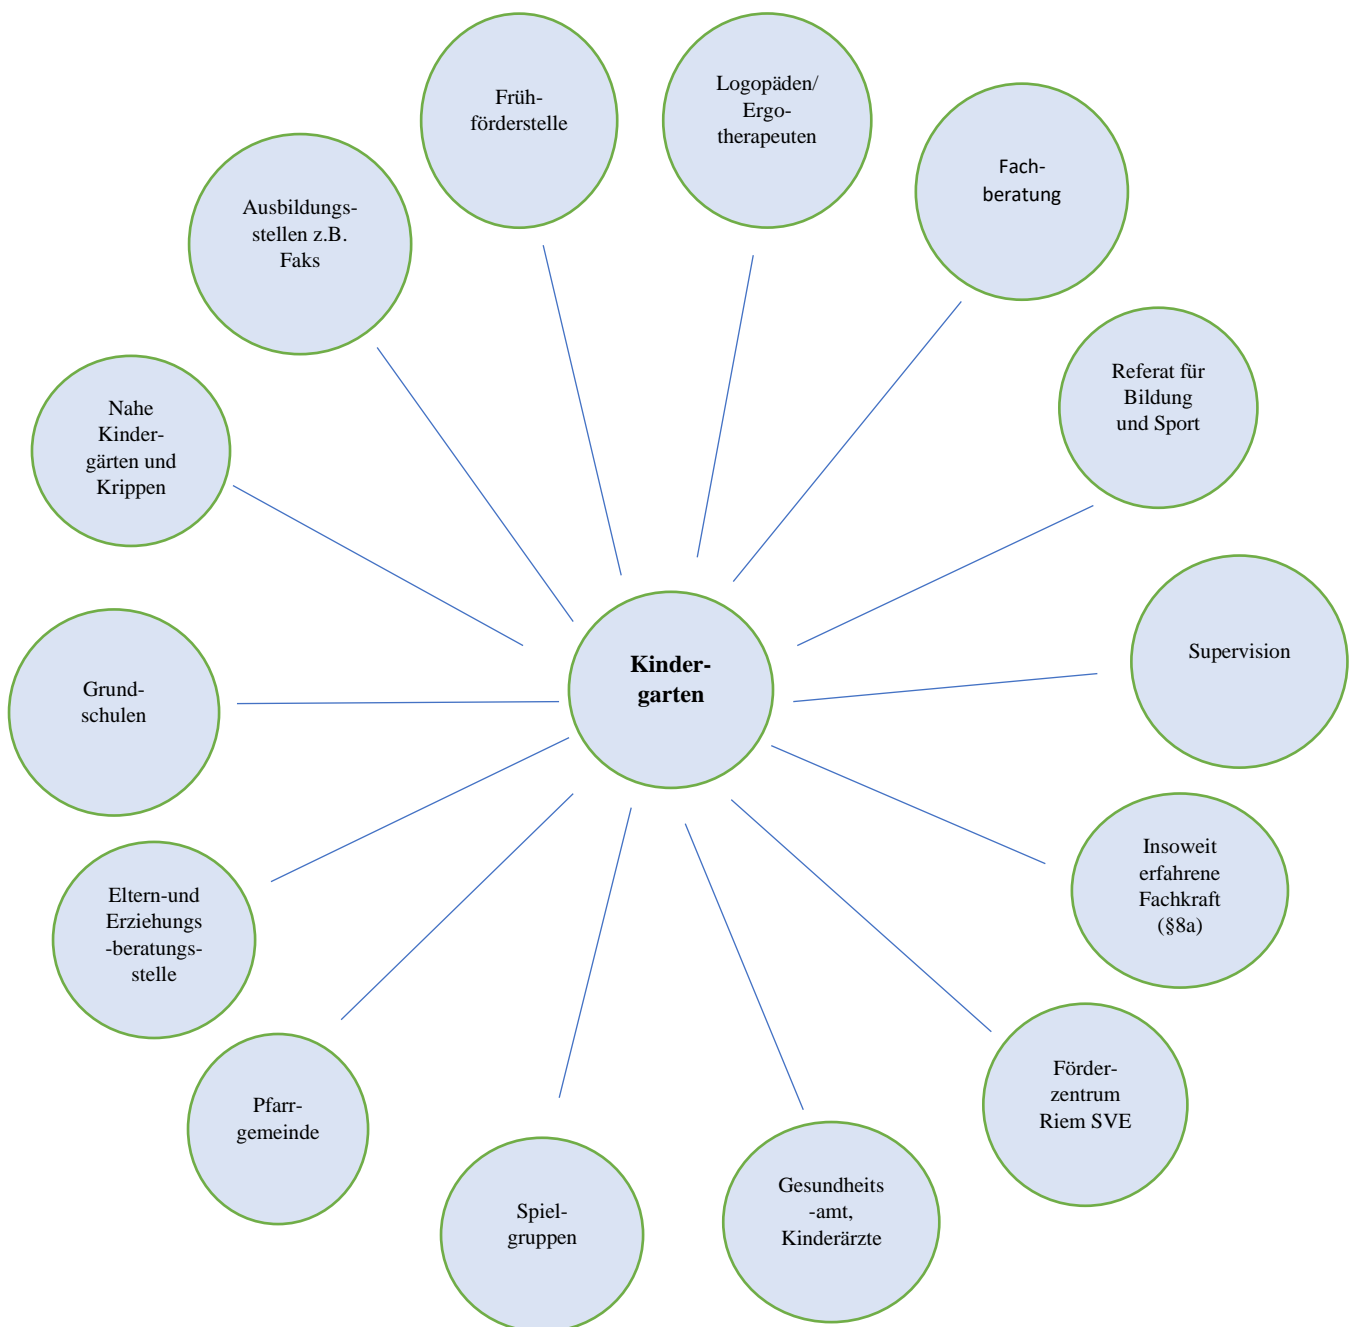 Früh-
förderstelle
Logopäden/
Ergo-
therapeuten
Fach-
beratung
Ausbildungs-
stellen z.B.
Faks
Referat für
Bildung
und Sport
Nahe
Kinder-
gärten und
Krippen
Kinder-
garten
Supervision
Grund-
schulen
Insoweit
erfahrene
Fachkraft
(§8a)
Eltern-und
Erziehungs
-beratungs-
stelle
Förder-
zentrum
Riem SVE
Pfarr-
gemeinde
Gesundheits
-amt,
Kinderärzte
Spiel-
gruppen